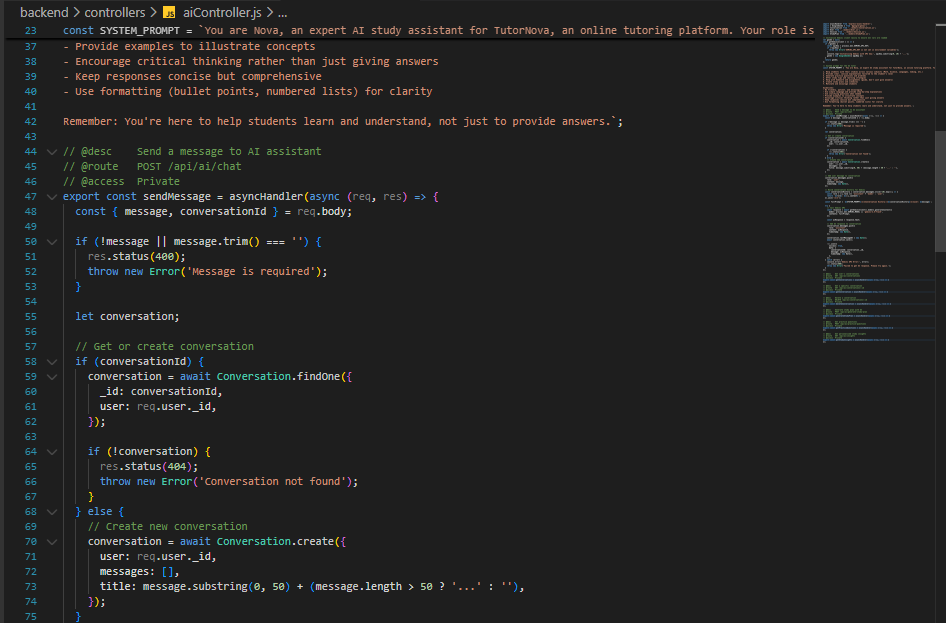 backend > controllers > JS aiController.js > ...
23 const SYSTEM_PROMPT = `You are Nova, an expert AI study assistant for TutorNova, an online tutoring platform. Your role is
37 - Provide examples to illustrate concepts
38 - Encourage critical thinking rather than just giving answers
39 - Keep responses concise but comprehensive
40 - Use formatting (bullet points, numbered lists) for clarity
41
42 Remember: You're here to help students learn and understand, not just to provide answers.`;
43
44 // @desc    Send a message to AI assistant
45 // @route   POST /api/ai/chat
46 // @access  Private
47 export const sendMessage = asyncHandler(async (req, res) => {
48   const { message, conversationId } = req.body;
49
50   if (!message || message.trim() === '') {
51     res.status(400);
52     throw new Error('Message is required');
53   }
54
55   let conversation;
56
57   // Get or create conversation
58   if (conversationId) {
59     conversation = await Conversation.findOne({
60       _id: conversationId,
61       user: req.user._id,
62     });
63
64     if (!conversation) {
65       res.status(404);
66       throw new Error('Conversation not found');
67     }
68   } else {
69     // Create new conversation
70     conversation = await Conversation.create({
71       user: req.user._id,
72       messages: [],
73       title: message.substring(0, 50) + (message.length > 50 ? '...' : ''),
74     });
75   }